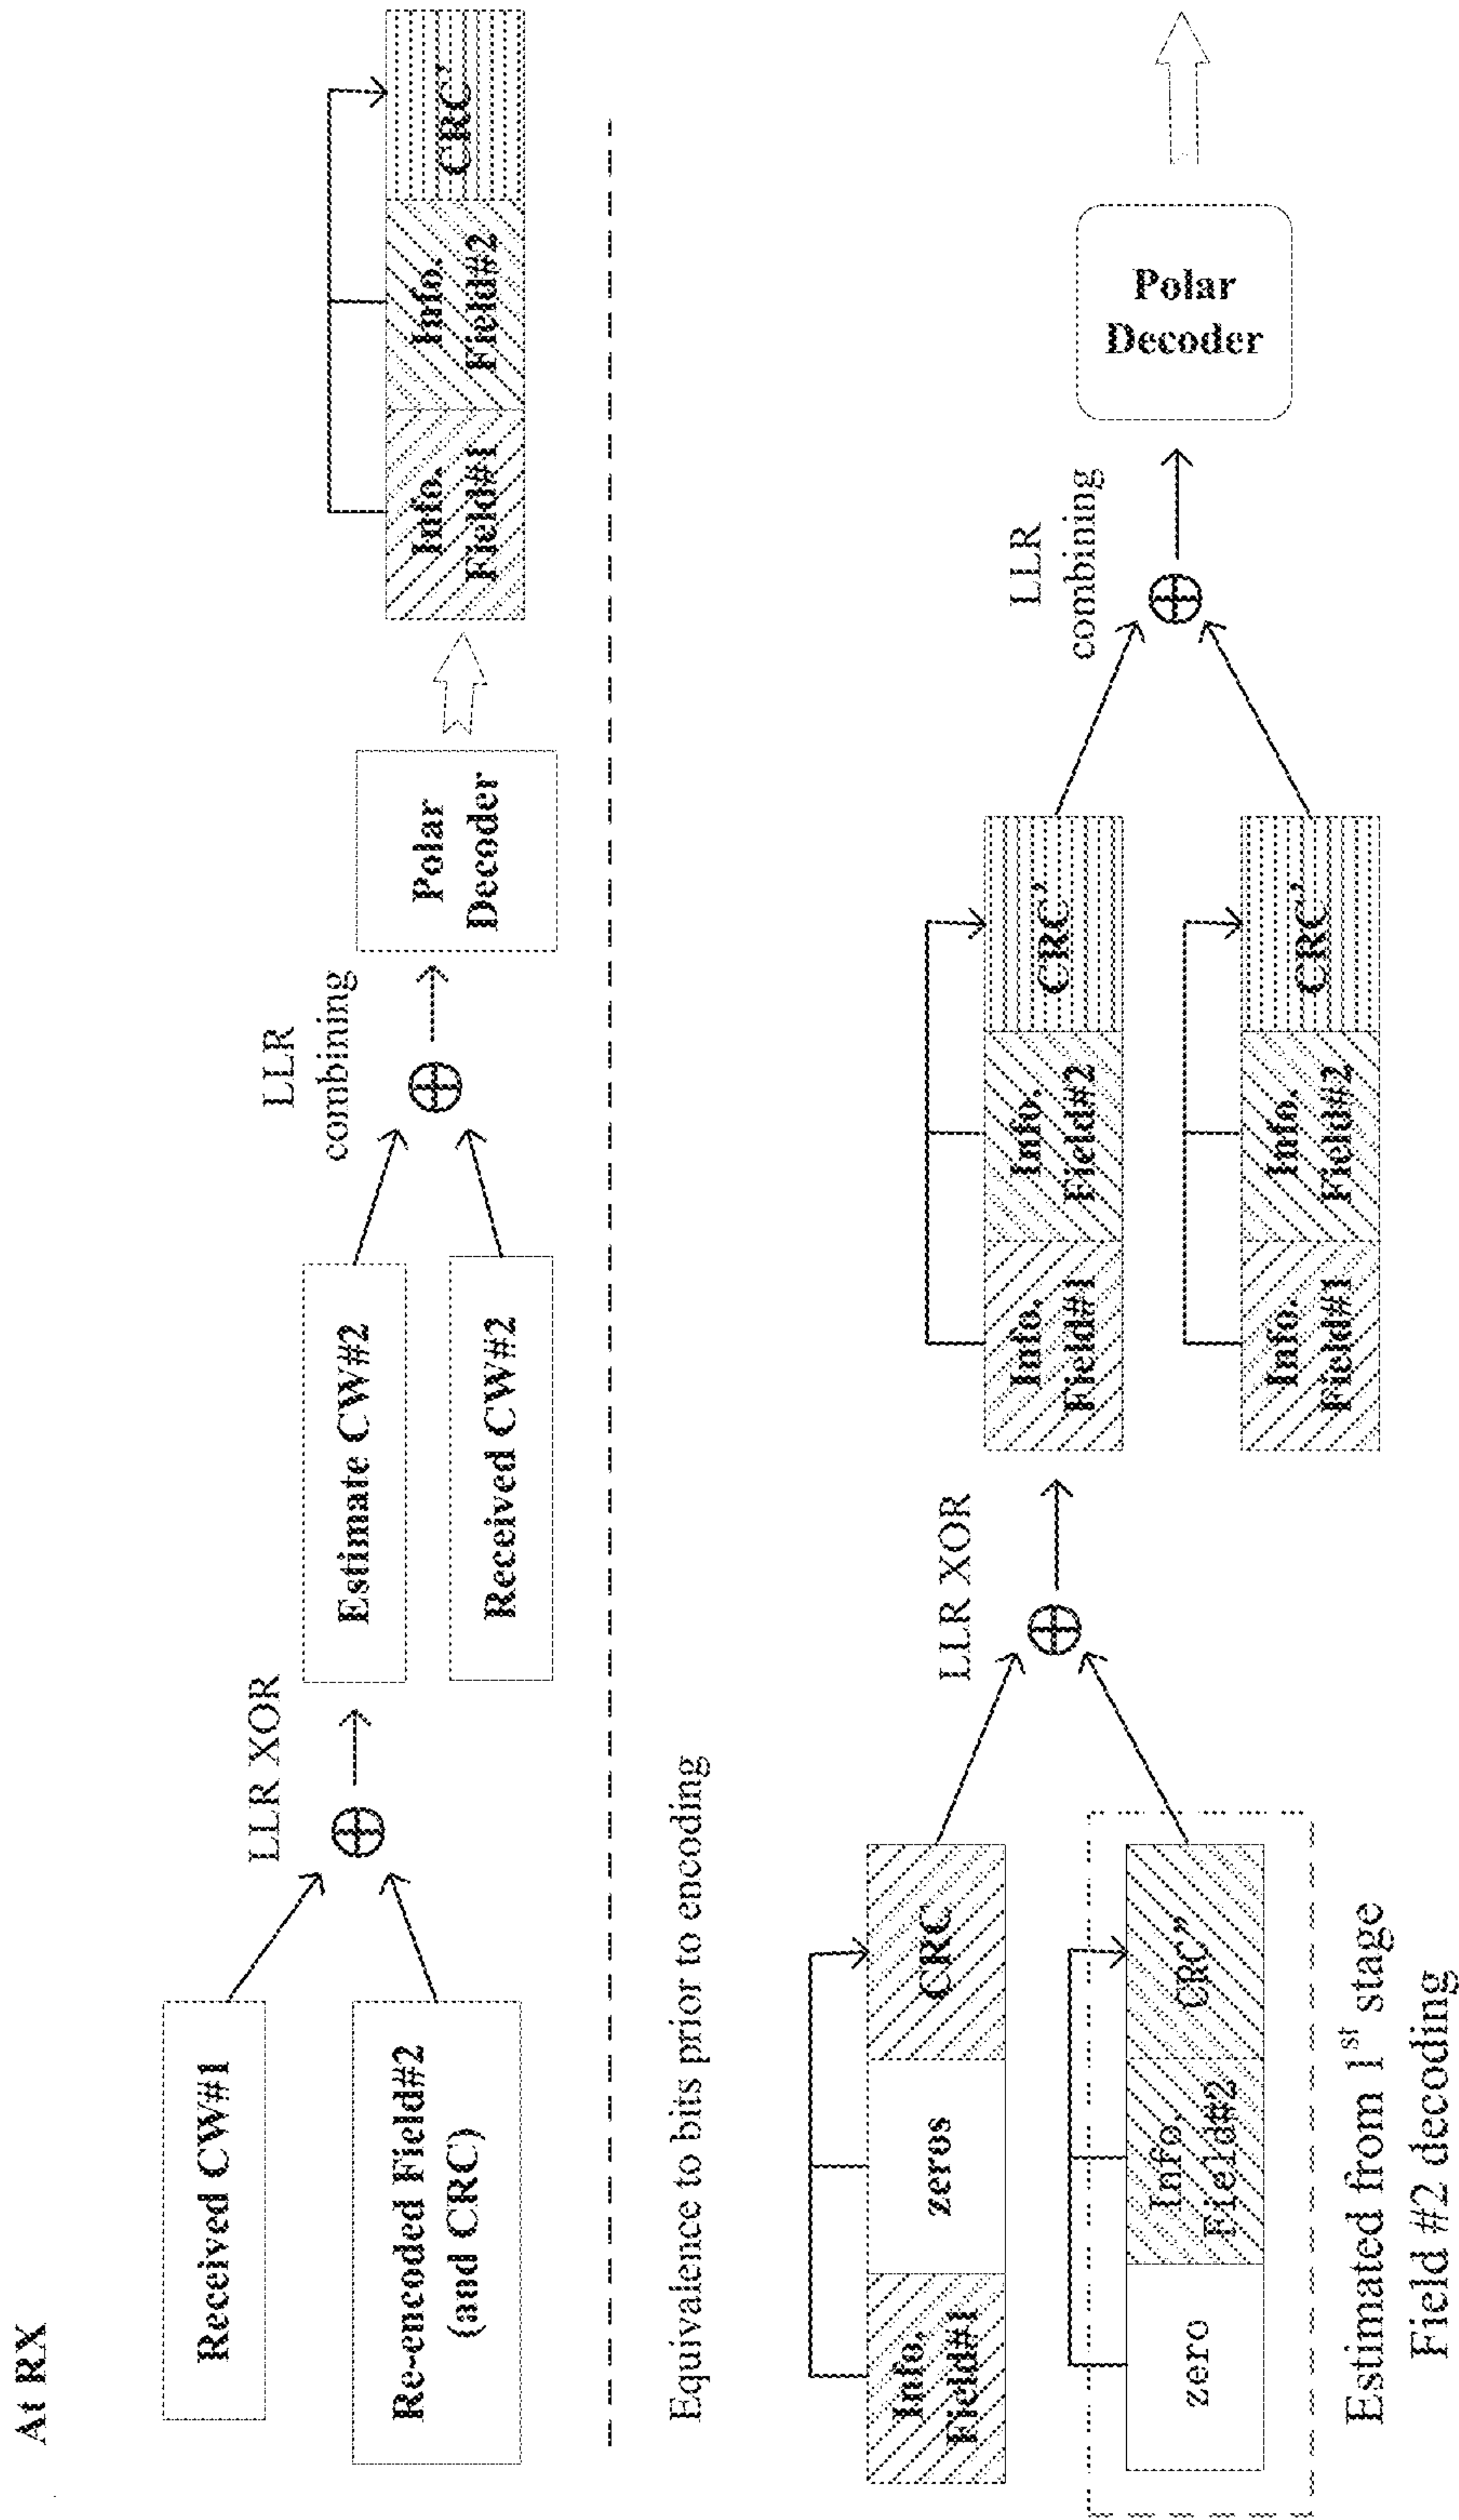 At RX
Received CW#1
Re-encoded Field#2
(and CRC)
LLR XOR
Estimate CW#2
Received CW#2
LLR
combining
Polar
Decoder
Info.
Field#1
Info.
Field#2
CRC'
Equivalence to bits prior to encoding
Info.
Field#1
zeros
CRC
zero
Info.
Field#2
CRC"
Estimated from 1st stage
Field #2 decoding
LLR XOR
Info.
Field#1
Info.
Field#2
CRC'
Info.
Field#1
Info.
Field#2
CRC'
LLR
combining
Polar
Decoder